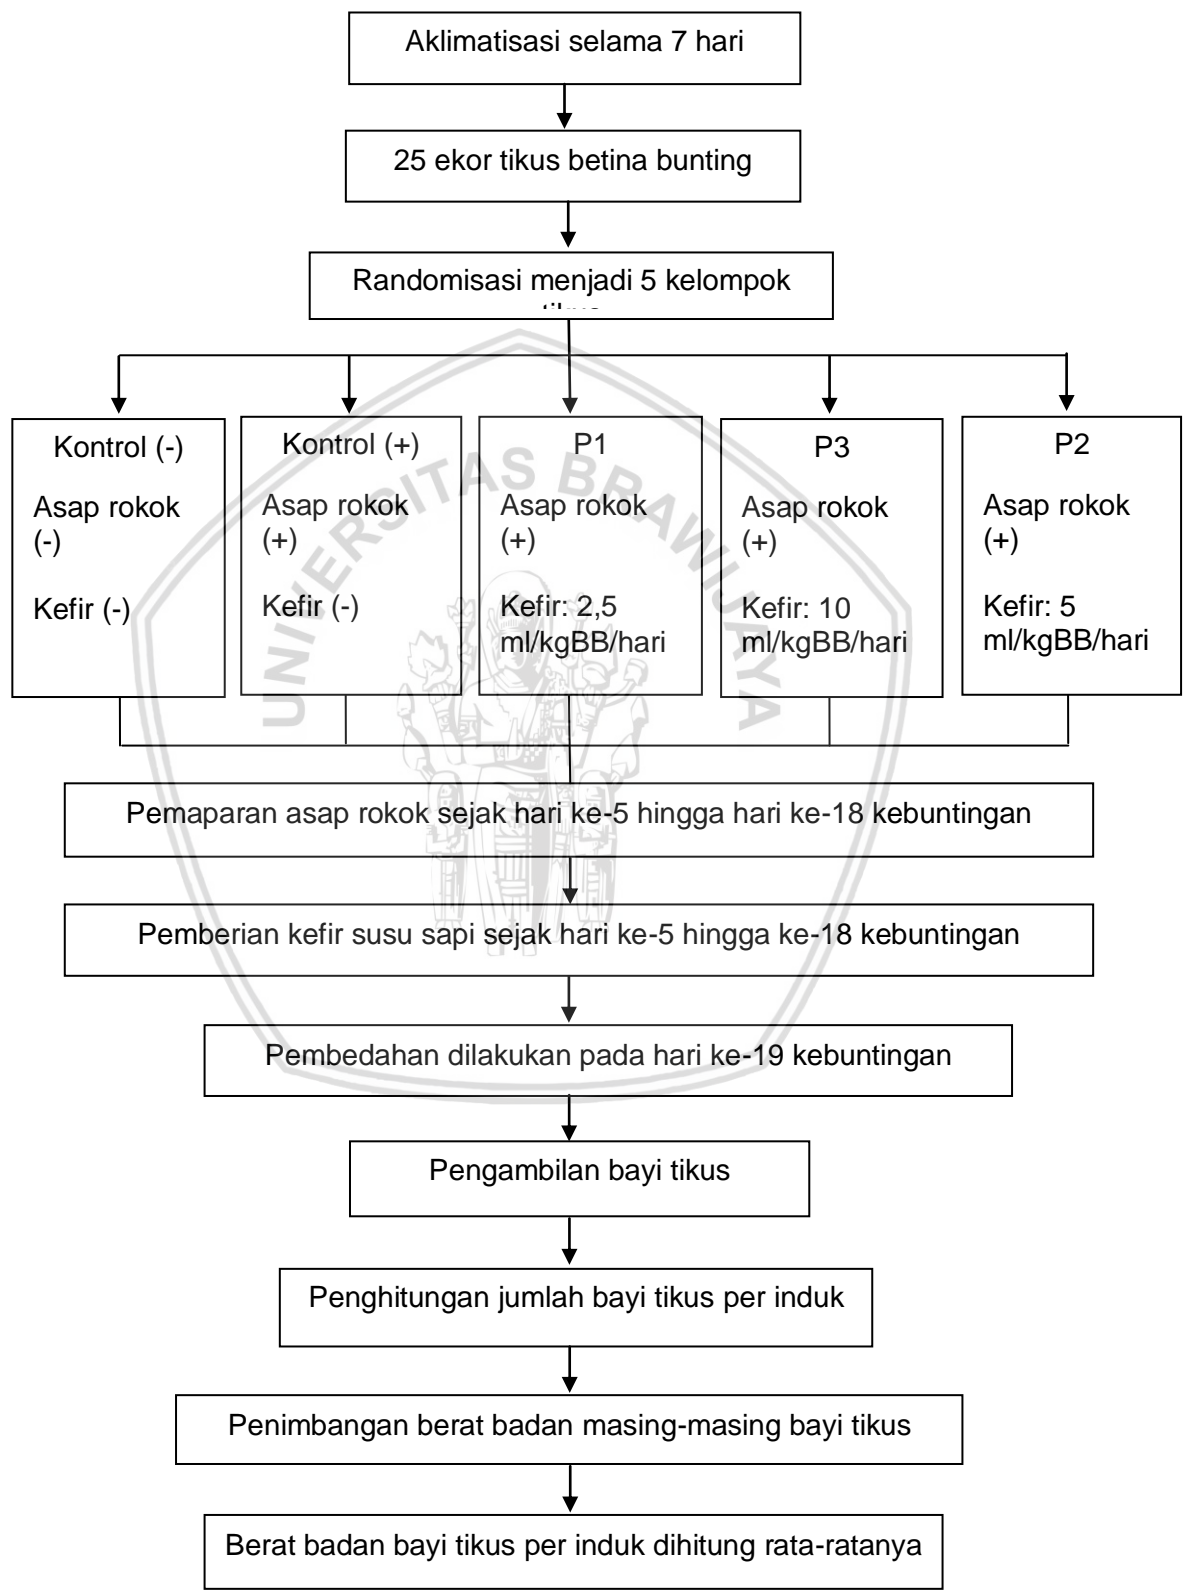 Aklimatisasi selama 7 hari
25 ekor tikus betina bunting
Randomisasi menjadi 5 kelompok
Kontrol (-)
Asap rokok
(-)
Kefir (-)
Kontrol (+)
Asap rokok
(+)
Kefir (-)
P1
Asap rokok
(+)
Kefir: 2,5
ml/kgBB/hari
P3
Asap rokok
(+)
Kefir: 10
ml/kgBB/hari
P2
Asap rokok
(+)
Kefir: 5
ml/kgBB/hari
UNIVERSITAS BRAWIJAYA
Pemaparan asap rokok sejak hari ke-5 hingga hari ke-18 kebuntingan
Pemberian kefir susu sapi sejak hari ke-5 hingga ke-18 kebuntingan
Pembedahan dilakukan pada hari ke-19 kebuntingan
Pengambilan bayi tikus
Penghitungan jumlah bayi tikus per induk
Penimbangan berat badan masing-masing bayi tikus
Berat badan bayi tikus per induk dihitung rata-ratanya